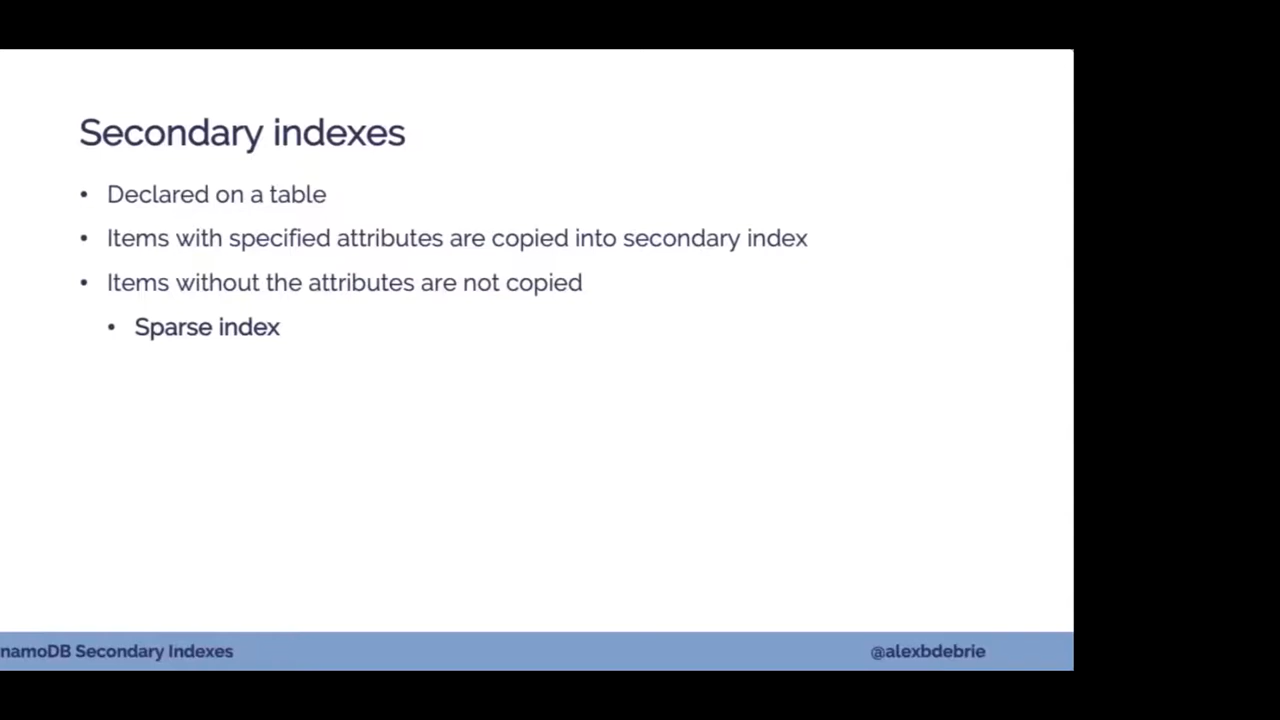 Secondary indexes
• Declared on a table
• Items with specified attributes are copied into secondary index
• Items without the attributes are not copied
• Sparse index
namoDB Secondary Indexes
@alexbdebrie